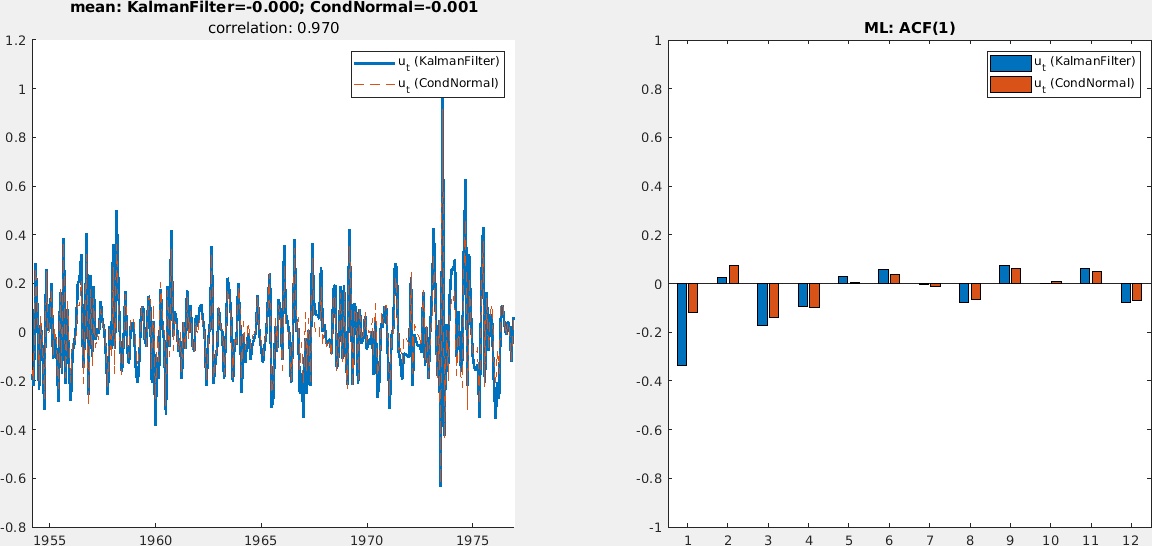 mean: KalmanFilter=-0.000; CondNormal=-0.001
correlation: 0.970
1.2
1
0.8
0.6
0.4
0.2
0
-0.2
-0.4
-0.6
-0.8
1955 1960 1965 1970 1975
u_t (KalmanFilter)
u_t (CondNormal)
ML: ACF(1)
1
0.8
0.6
0.4
0.2
0
-0.2
-0.4
-0.6
-0.8
-1
1 2 3 4 5 6 7 8 9 10 11 12
u_t (KalmanFilter)
u_t (CondNormal)